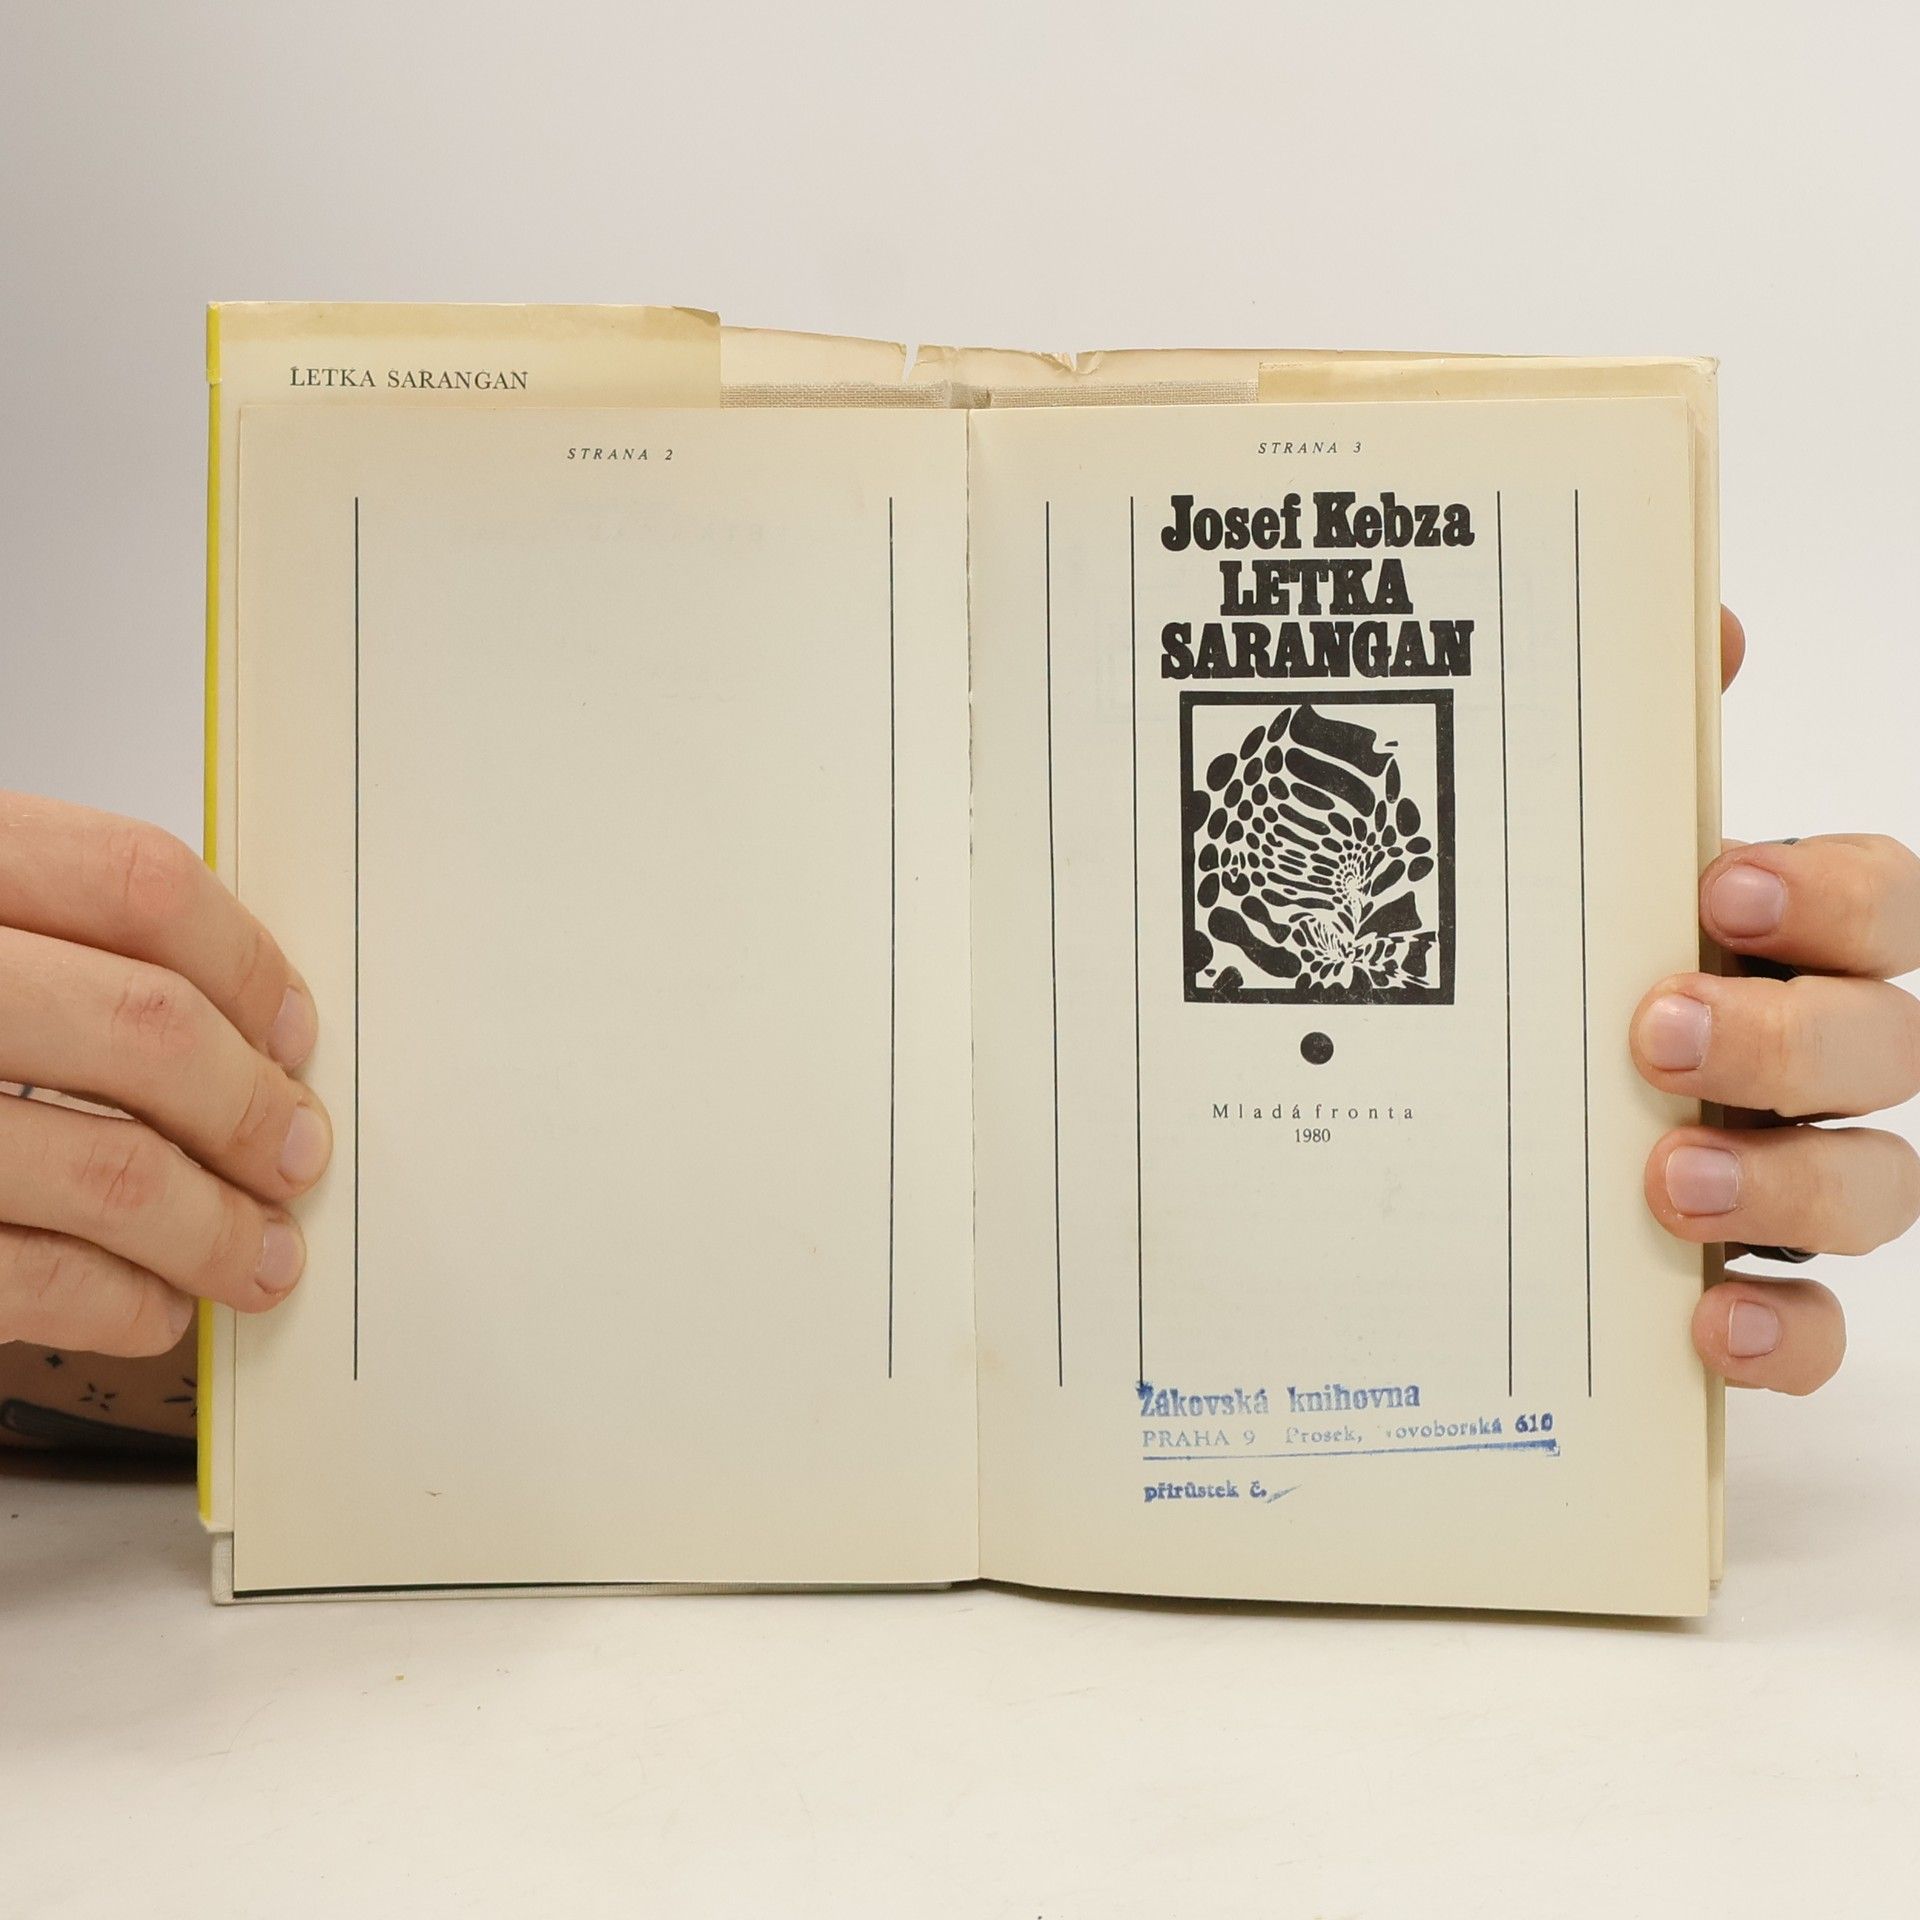 LETKA SARANGAN
STRANA 2
STRANA 3
Josef Kebza
LETKA
SARANGAN
Mladá fronta
1980
Žákovská knihovna
PRAHA 9 Prosek, ovoborská 610
přírůstek č.